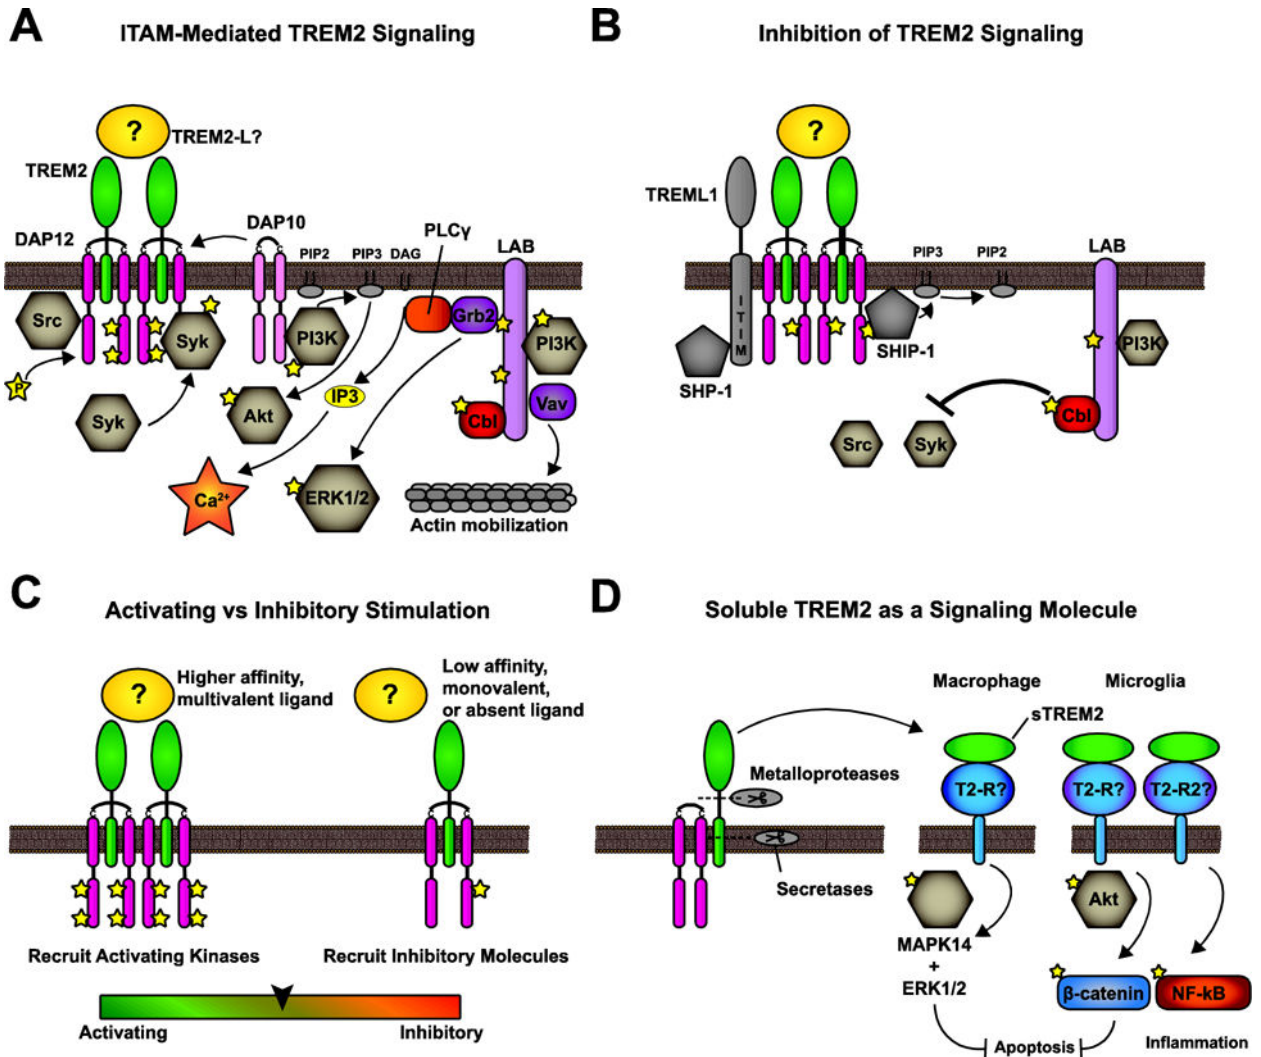 A
ITAM-Mediated TREM2 Signaling
?
TREM2-L?
TREM2
DAP12
DAP10
PIP2
PIP3
DAG
PLCγ
LAB
Src
Syk
PI3K
Grb2
PI3K
P
Syk
Akt
IP3
Cbl
Vav
Ca²⁺
ERK1/2
Actin mobilization
B
Inhibition of TREM2 Signaling
?
TREML1
PIP3
PIP2
LAB
ITIM
SHP-1
SHIP-1
PI3K
Cbl
Src
Syk
C
Activating vs Inhibitory Stimulation
?
Higher affinity,
multivalent ligand
?
Low affinity,
monovalent,
or absent ligand
Recruit Activating Kinases
Recruit Inhibitory Molecules
Activating
Inhibitory
D
Soluble TREM2 as a Signaling Molecule
Macrophage
Microglia
sTREM2
Metalloproteases
T2-R?
T2-R?
T2-R2?
Secretases
Akt
MAPK14
+
ERK1/2
β-catenin
NF-kB
Apoptosis
Inflammation